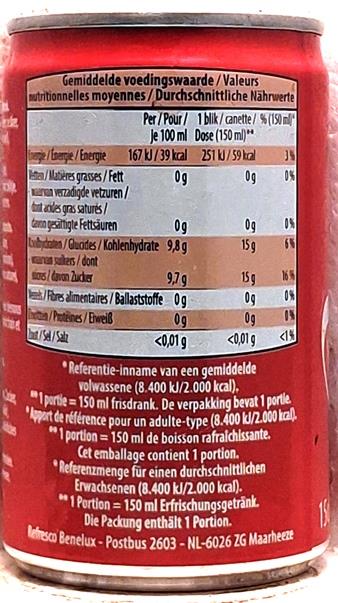 Gemiddelde voedingswaarde / Valeurs
nutritionnelles moyennes / Durchschnittliche Nährwerte
Per / Pour / 1 blik / canette / % (150 ml)*
je 100 ml Dose (150 ml)**
Energie / Énergie / Energie 167 kJ / 39 kcal 251 kJ / 59 kcal 3%
Vetten / Matières grasses / Fett 0 g 0 g 0%
waarvan verzadigde vetzuren /
dont acides gras saturés /
davon gesättigte Fettsäuren 0 g 0 g 0%
Koolhydraten / Glucides / Kohlenhydrate 9,8 g 15 g 6%
waarvan suikers / dont
sucres / davon Zucker 9,7 g 15 g 16%
Vezels / Fibres alimentaires / Ballaststoffe 0 g 0 g 0%
Eiwitten / Protéines / Eiweiß 0 g 0 g 0%
Zout / Sel / Salz <0,01 g <0,01 g <1%
* Referentie-inname van een gemiddelde
volwassene (8.400 kJ/2.000 kcal).
** 1 portie = 150 ml frisdrank. De verpakking bevat 1 portie.
* Apport de référence pour un adulte-type (8.400 kJ/2.000 kcal).
** 1 portion = 150 ml de boisson rafraîchissante.
Cet emballage contient 1 portion.
* Referenzmenge für einen durchschnittlichen
Erwachsenen (8.400 kJ/2.000 kcal).
** 1 Portion = 150 ml Erfrischungsgetränk.
Die Packung enthält 1 Portion.
Refresco Benelux - Postbus 2603 - NL-6026 ZG Maarheeze